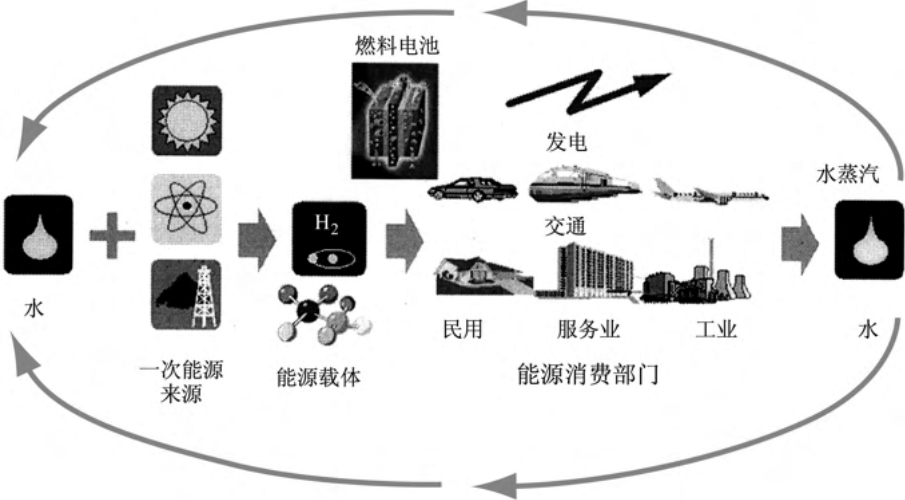 燃料电池
发电
水蒸汽
H₂
交通
水
民用
服务业
工业
水
一次能源
来源
能源载体
能源消费部门